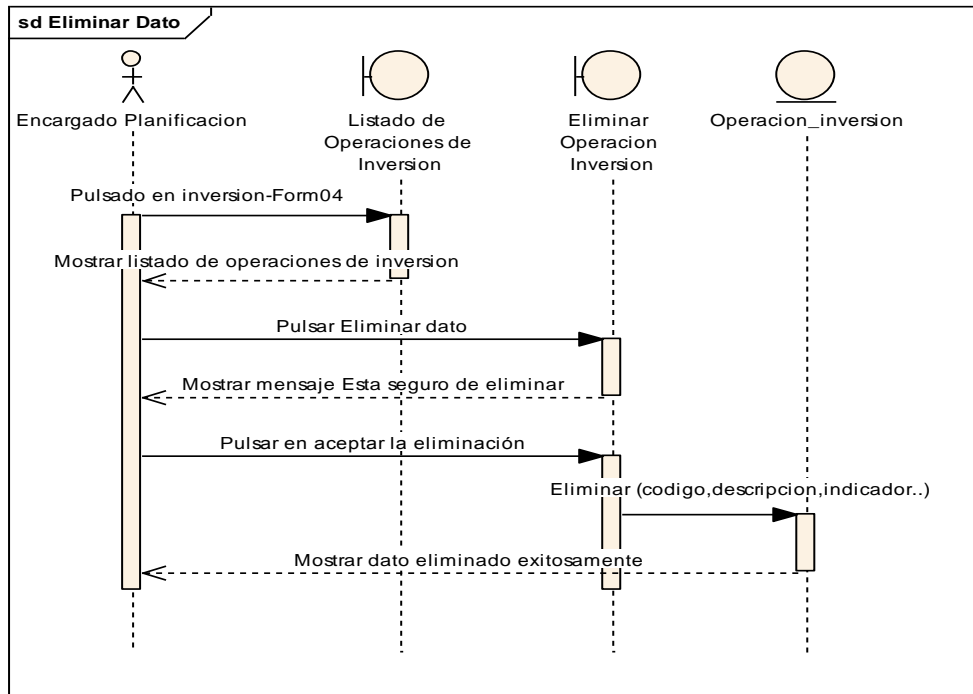 sd Eliminar Dato
Encargado Planificacion
Listado de
Operaciones de
Inversion
Eliminar
Operacion
Inversion
Operacion_inversion
Pulsado en inversion-Form04
Mostrar listado de operaciones de inversion
Pulsar Eliminar dato
Mostrar mensaje Esta seguro de eliminar
Pulsar en aceptar la eliminación
Eliminar (codigo,descripcion,indicador..)
Mostrar dato eliminado exitosamente